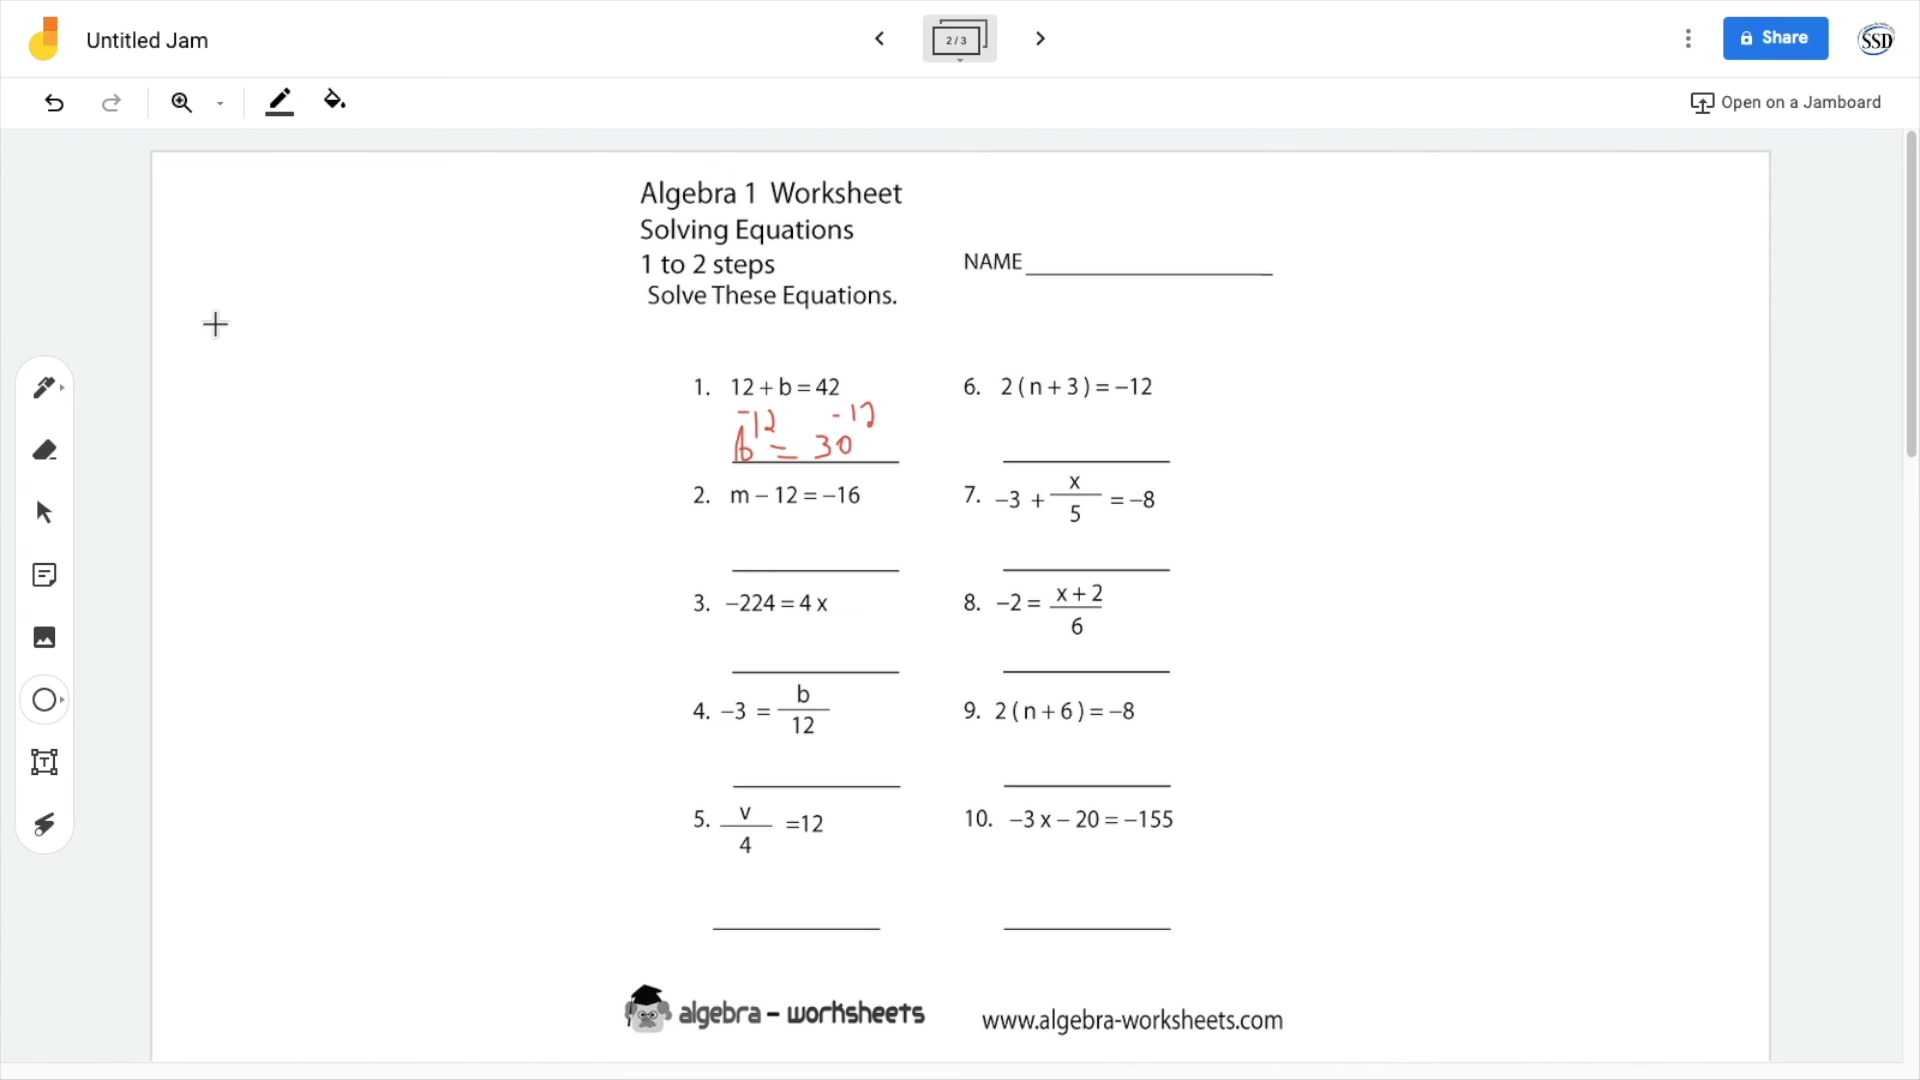 Untitled Jam
2 / 3
Share
SSD
Open on a Jamboard
Algebra 1 Worksheet
Solving Equations
1 to 2 steps
NAME
Solve These Equations.
1. 12 + b = 42
-12 -12
b = 30
2. m – 12 = –16
3. –224 = 4 x
4. –3 = b
12
5. v
4 =12
6. 2 ( n + 3 ) = –12
7. –3 + x
5 = –8
8. –2 = x + 2
6
9. 2 ( n + 6 ) = –8
10. –3 x – 20 = –155
algebra – worksheets
www.algebra-worksheets.com